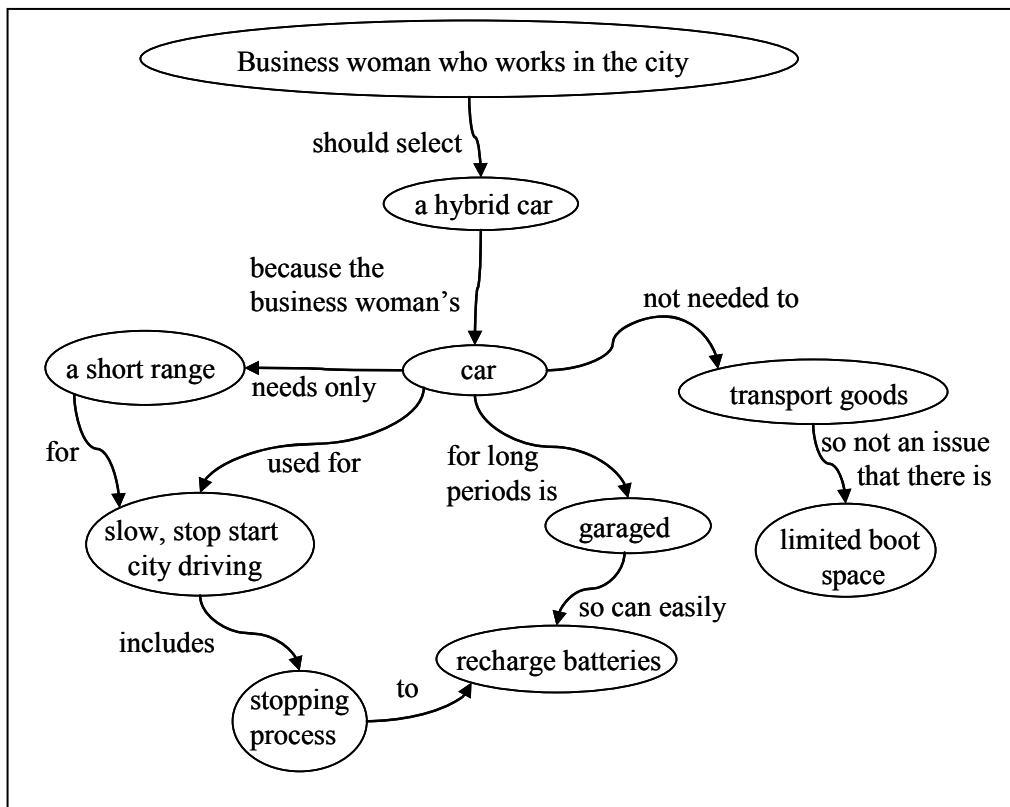 Business woman who works in the city
should select
a hybrid car
because the
business woman’s
not needed to
a short range
needs only
car
transport goods
for
used for
for long
periods is
so not an issue
that there is
slow, stop start
city driving
garaged
limited boot
space
includes
so can easily
recharge batteries
stopping
process
to